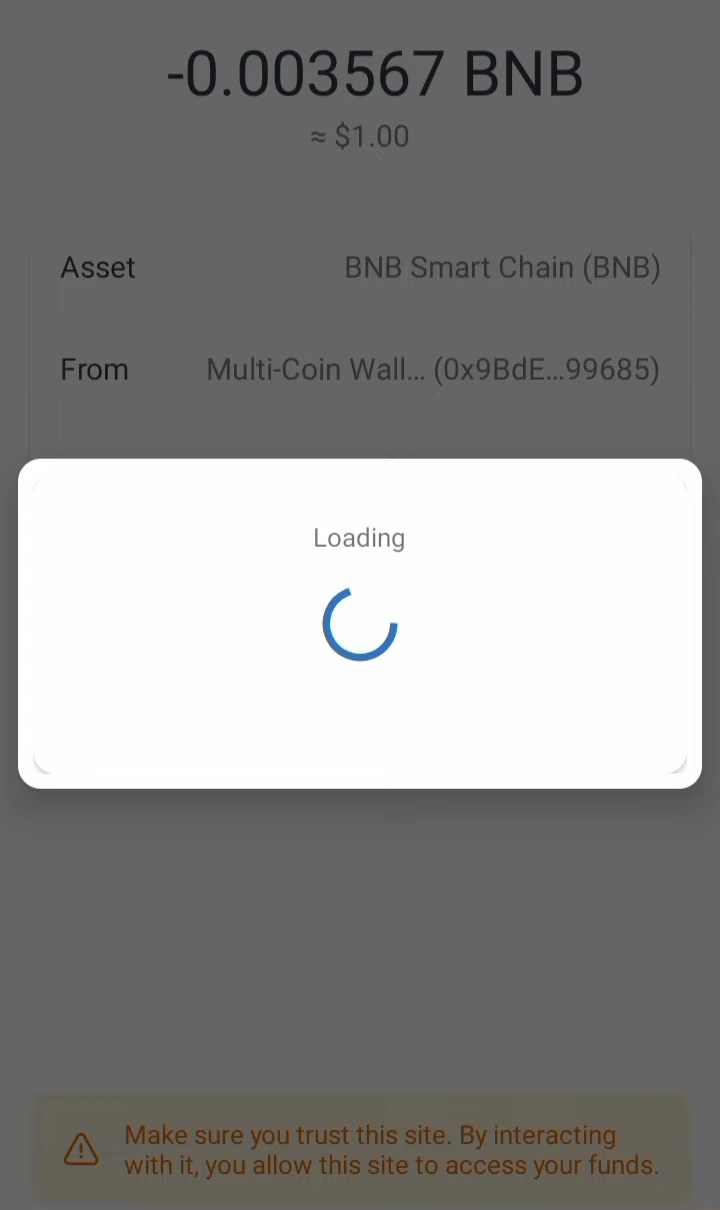 -0.003567 BNB
≈ $1.00
Asset BNB Smart Chain (BNB)
From Multi-Coin Wall... (0x9BdE...99685)
Loading
Make sure you trust this site. By interacting
with it, you allow this site to access your funds.